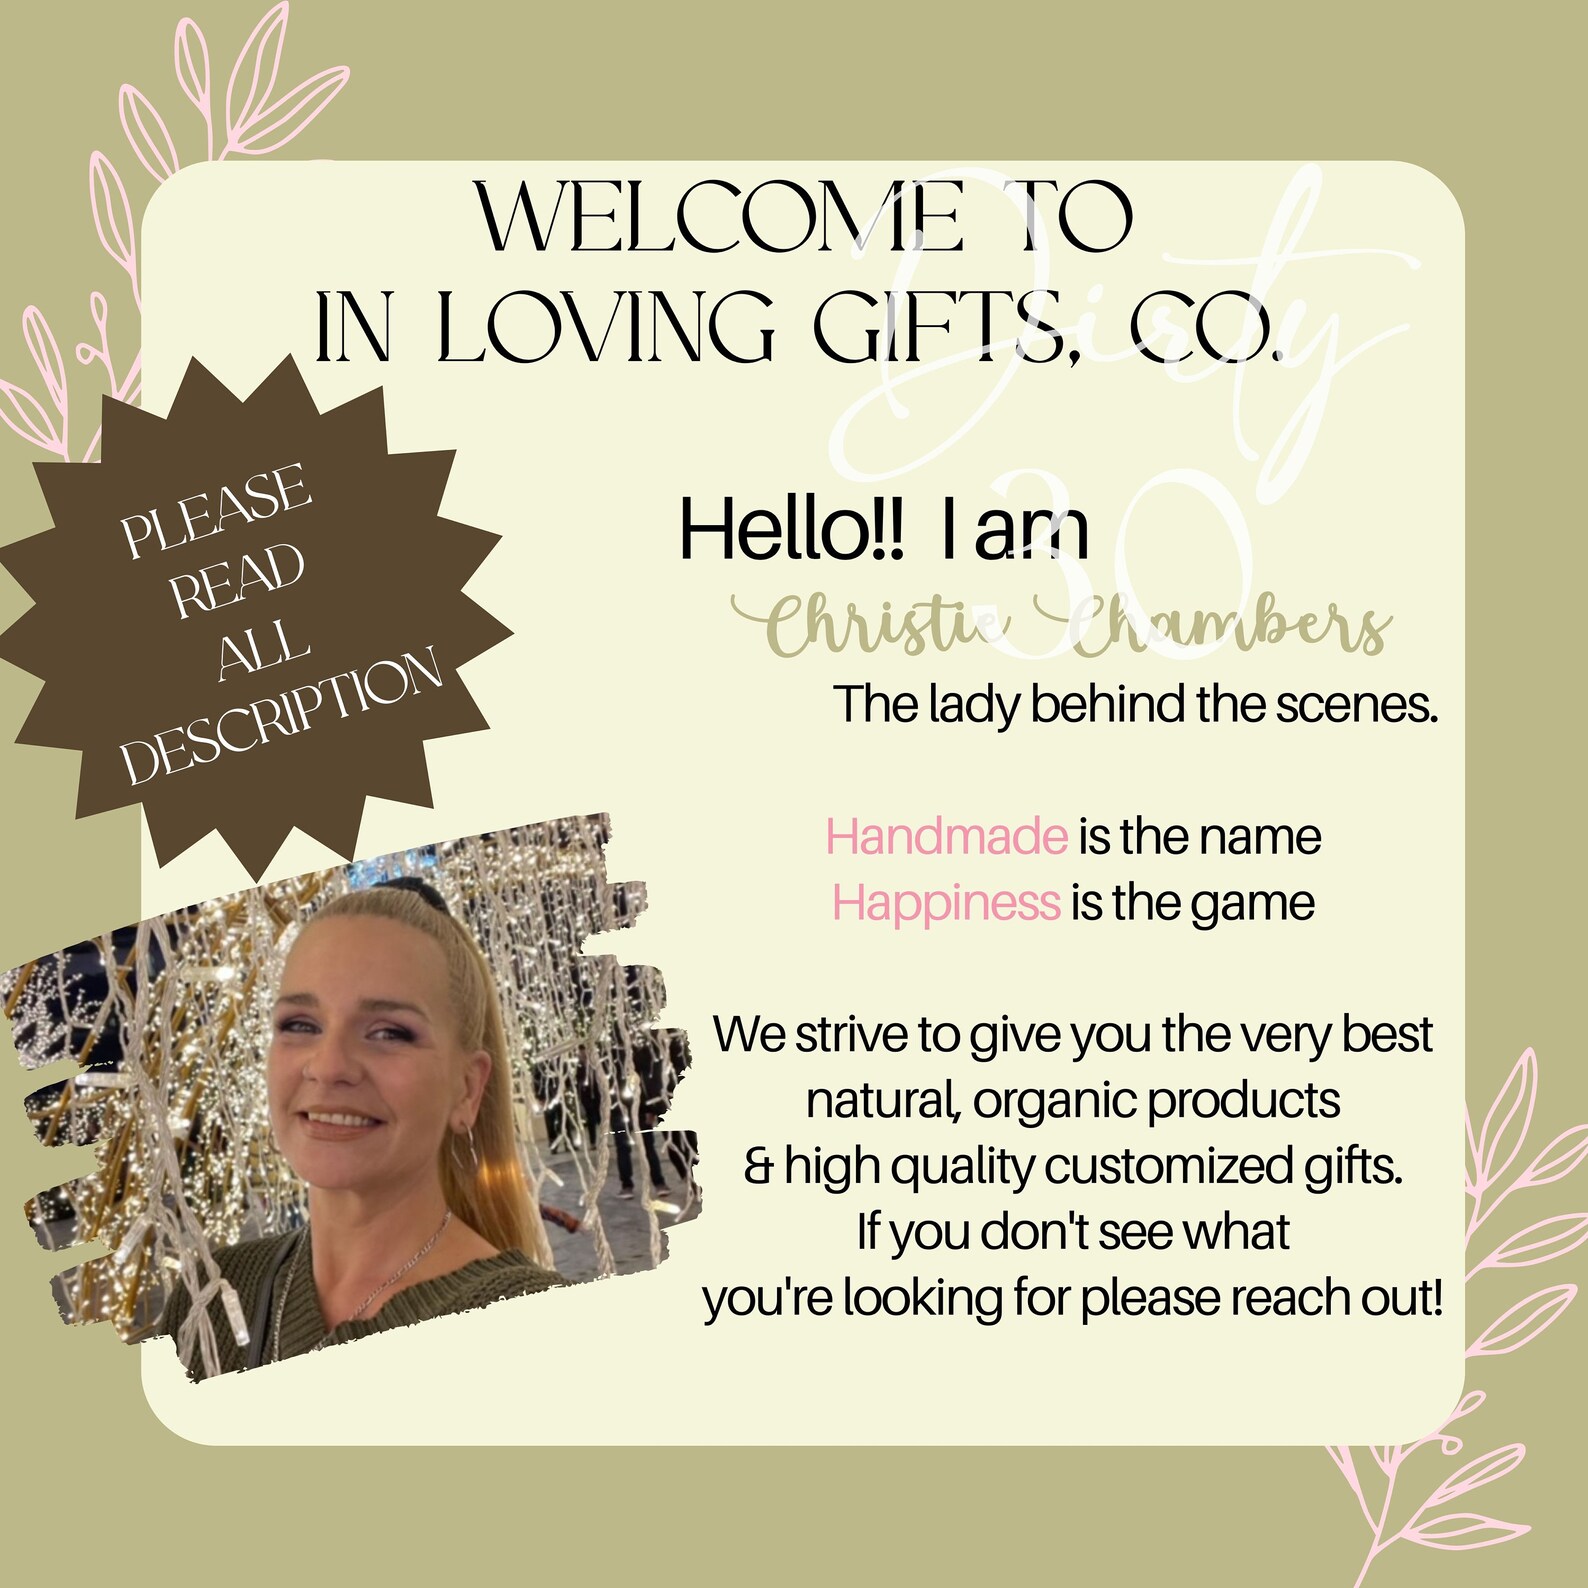 WELCOME TO
IN LOVING GIFTS, CO.
Dirty
30
PLEASE
READ
ALL
DESCRIPTION
Hello!! I am
Christie Chambers
The lady behind the scenes.
Handmade is the name
Happiness is the game
We strive to give you the very best
natural, organic products
& high quality customized gifts.
If you don't see what
you're looking for please reach out!